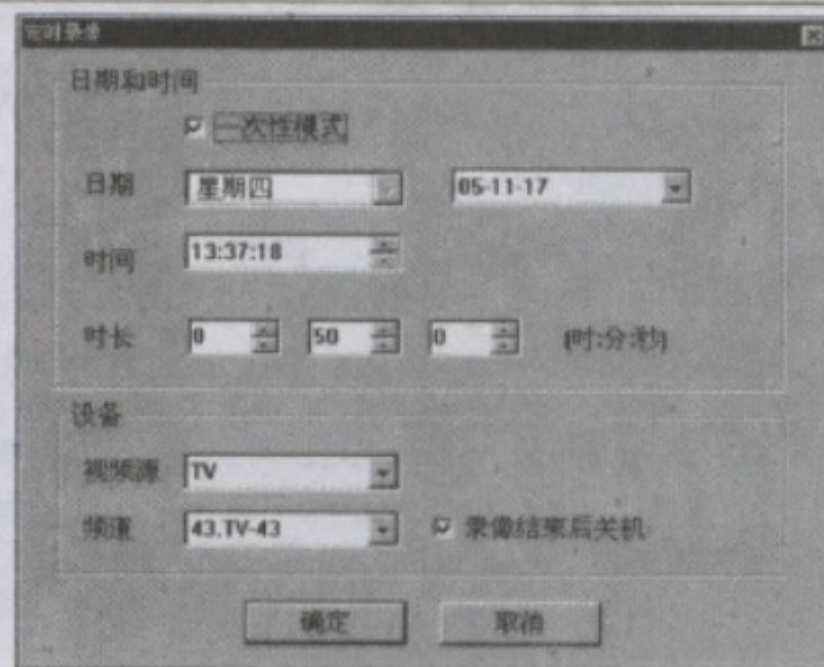 定时录像
日期和时间
一次性模式
日期 星期四 05-11-17
时间 13:37:18
时长 0 50 0 (时:分:秒)
设备
视频源 TV
频道 43.TV-43 录像结束后关机
确定 取消